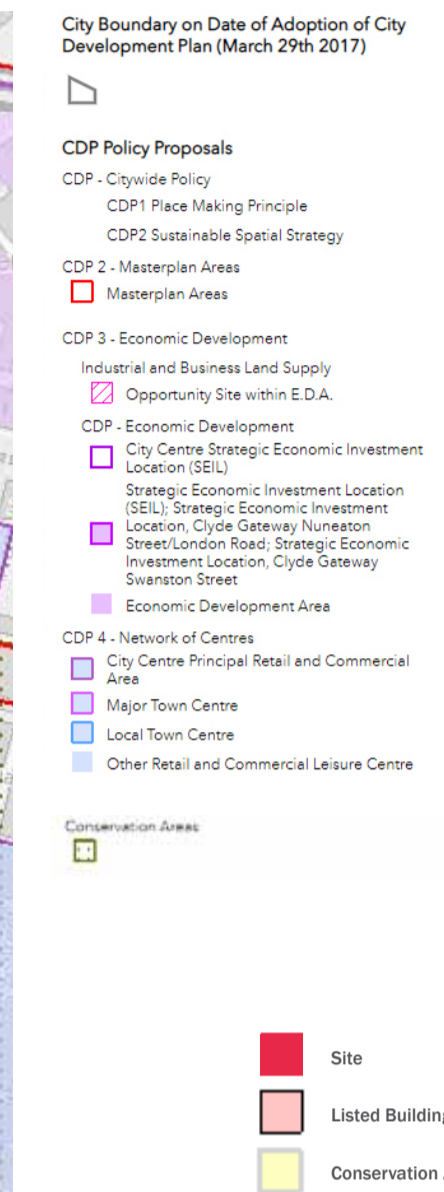 City Boundary on Date of Adoption of City
Development Plan (March 29th 2017)
CDP Policy Proposals
CDP - Citywide Policy
CDP1 Place Making Principle
CDP2 Sustainable Spatial Strategy
CDP 2 - Masterplan Areas
Masterplan Areas
CDP 3 - Economic Development
Industrial and Business Land Supply
Opportunity Site within E.D.A.
CDP - Economic Development
City Centre Strategic Economic Investment
Location (SEIL)
Strategic Economic Investment Location
(SEIL); Strategic Economic Investment
Location, Clyde Gateway Nuneaton
Street/London Road; Strategic Economic
Investment Location, Clyde Gateway
Swanston Street
Economic Development Area
CDP 4 - Network of Centres
City Centre Principal Retail and Commercial
Area
Major Town Centre
Local Town Centre
Other Retail and Commercial Leisure Centre
Conservation Areas
Site
Listed Building
Conservation